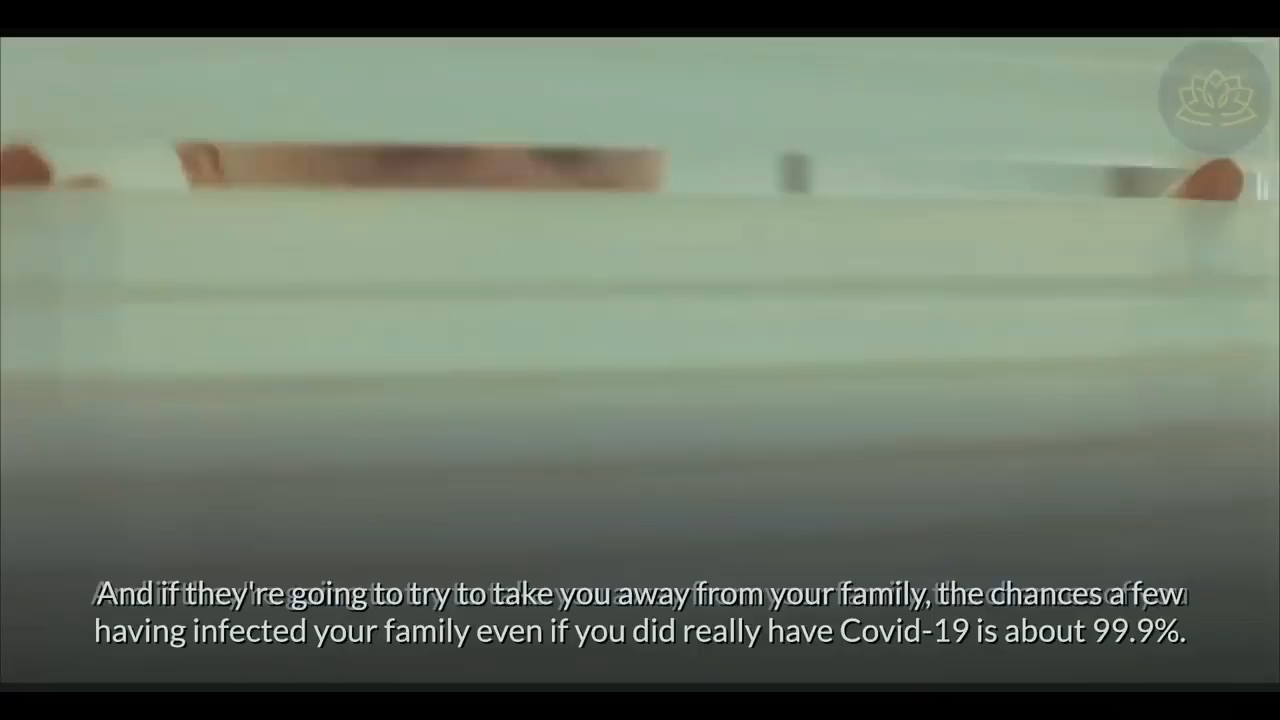 And if they're going to try to take you away from your family, the chances a few
having infected your family even if you did really have Covid-19 is about 99.9%.